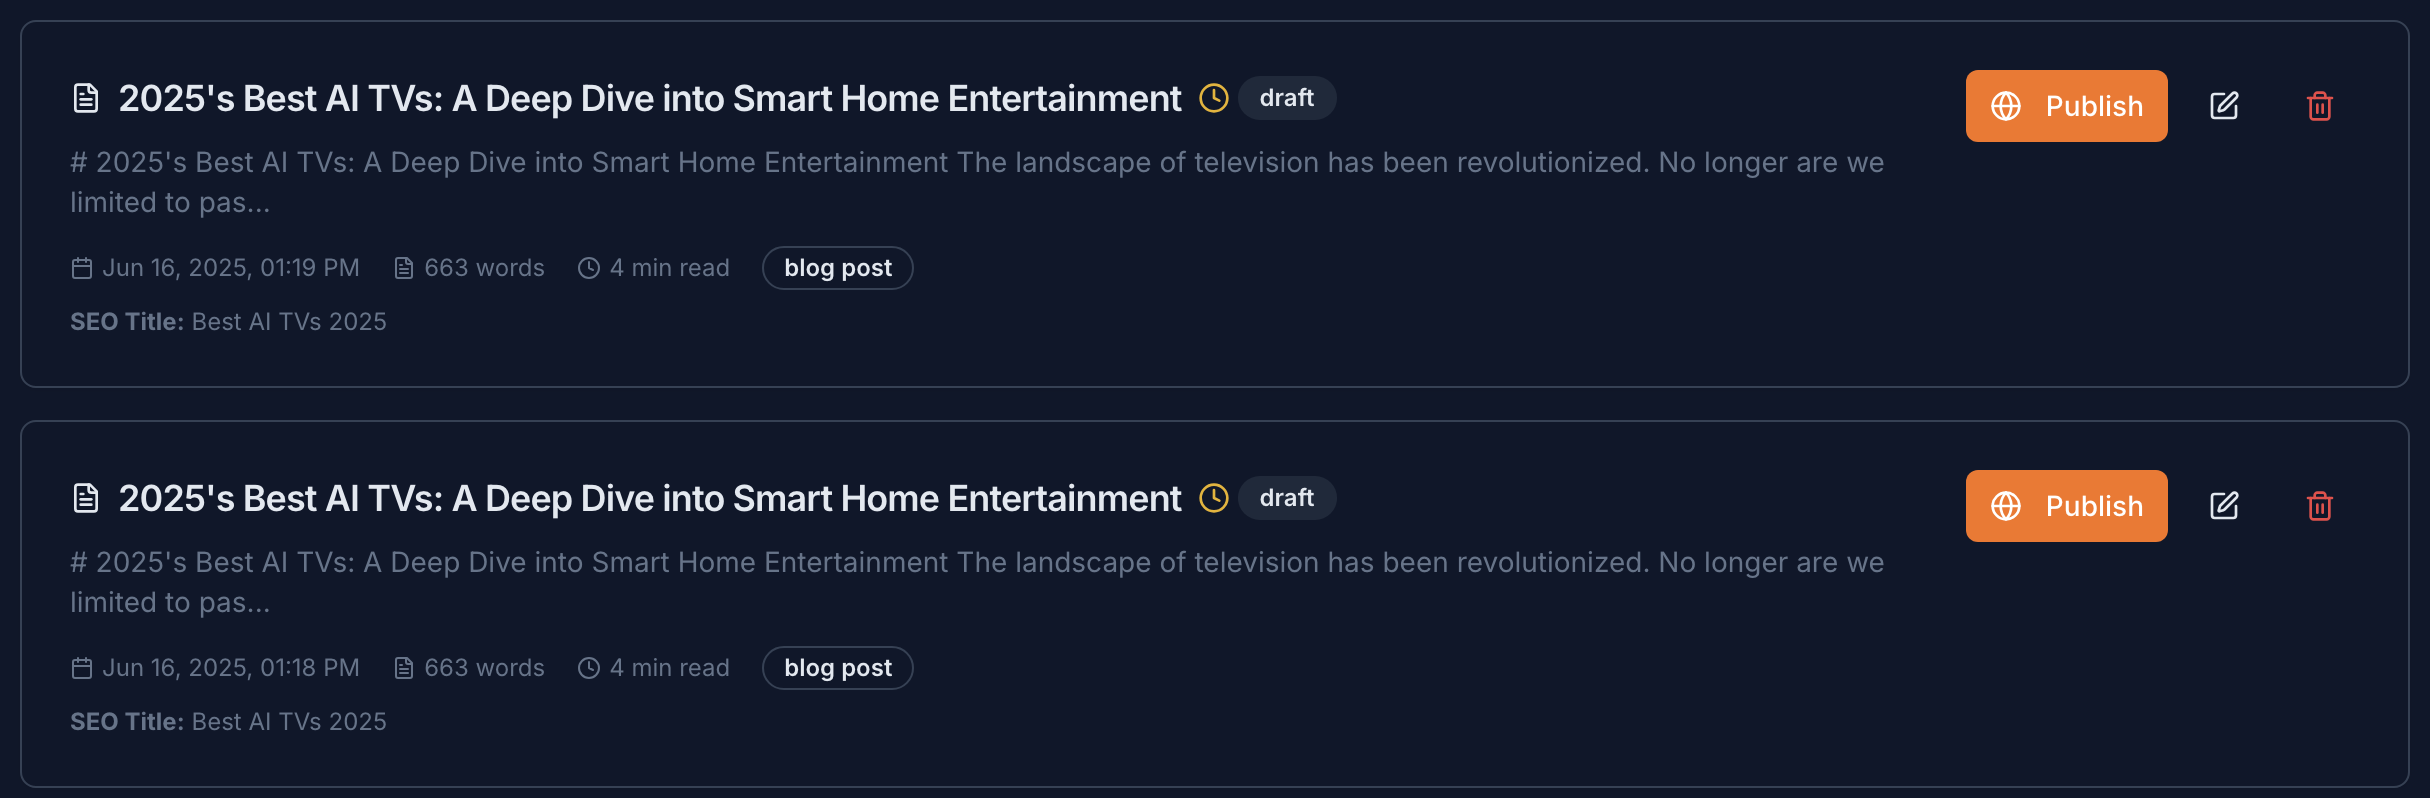 2025's Best AI TVs: A Deep Dive into Smart Home Entertainment draft
Publish
# 2025's Best AI TVs: A Deep Dive into Smart Home Entertainment The landscape of television has been revolutionized. No longer are we
limited to pas...
Jun 16, 2025, 01:19 PM 663 words 4 min read blog post
SEO Title: Best AI TVs 2025
2025's Best AI TVs: A Deep Dive into Smart Home Entertainment draft
Publish
# 2025's Best AI TVs: A Deep Dive into Smart Home Entertainment The landscape of television has been revolutionized. No longer are we
limited to pas...
Jun 16, 2025, 01:18 PM 663 words 4 min read blog post
SEO Title: Best AI TVs 2025